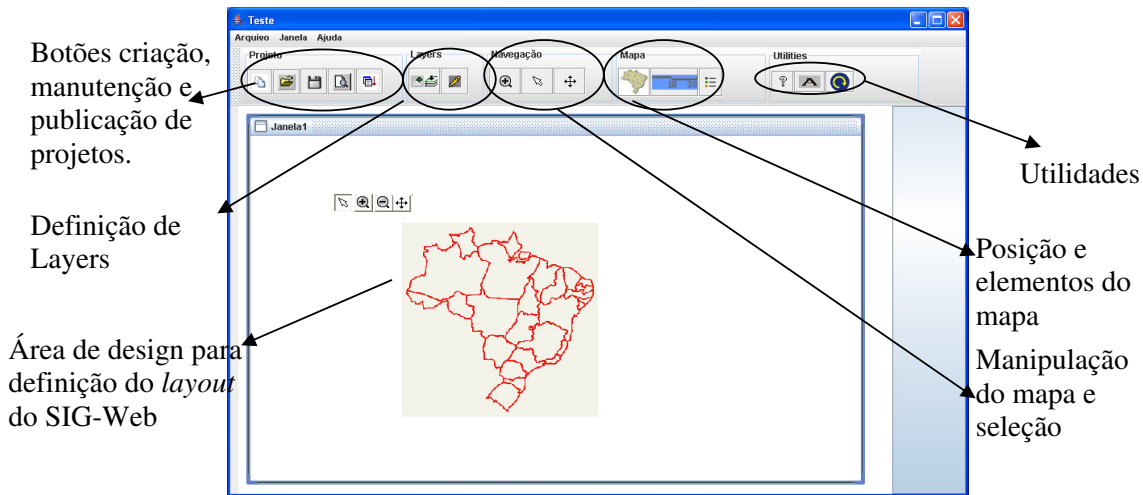 Teste
Arquivo Janela Ajuda
Projeto
Layers
Navegação
Mapa
Utilities
10 20
Janela1
Botões criação,
manutenção e
publicação de
projetos.
Definição de
Layers
Área de design para
definição do layout
do SIG-Web
Utilidades
Posição e
elementos do
mapa
Manipulação
do mapa e
seleção